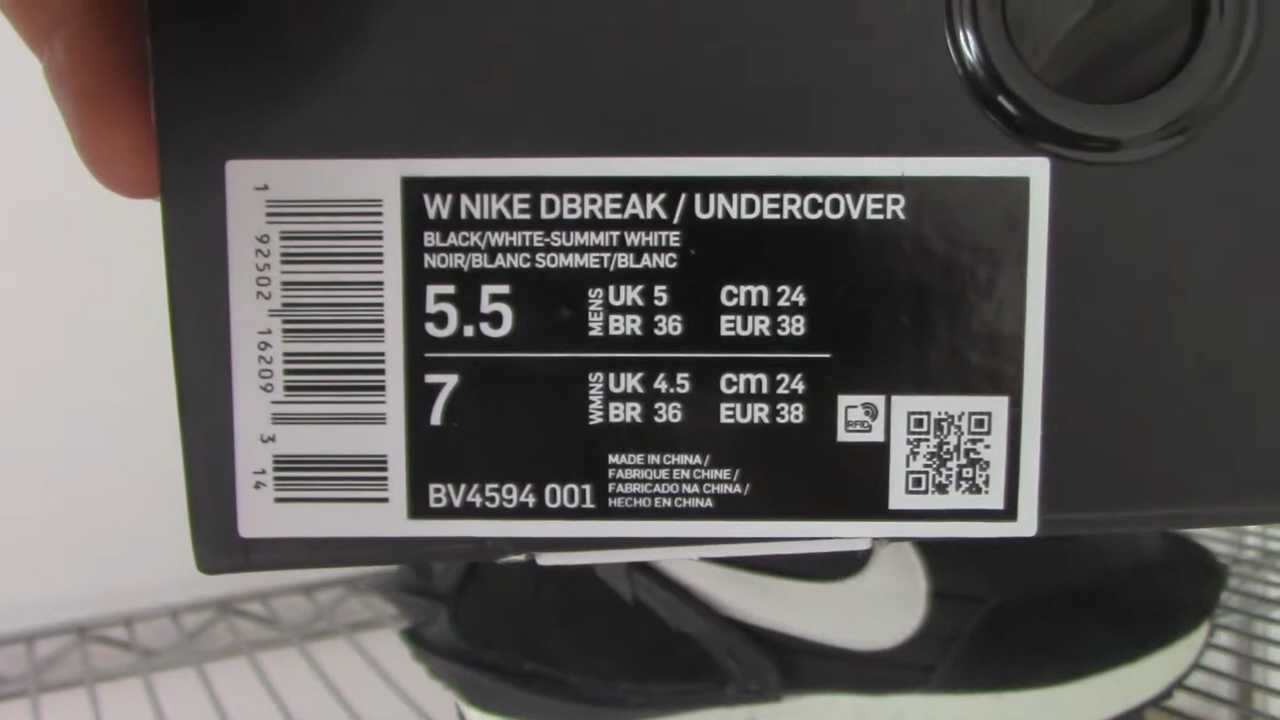 W NIKE DBREAK / UNDERCOVER
BLACK/WHITE-SUMMIT WHITE
NOIR/BLANC SOMMET/BLANC
5.5 MENS UK 5 CM 24
BR 36 EUR 38
7 WMNS UK 4.5 CM 24
BR 36 EUR 38
RFID
MADE IN CHINA /
FABRIQUE EN CHINE /
FABRICADO NA CHINA /
HECHO EN CHINA
BV4594 001
1 92502 16209 3 14